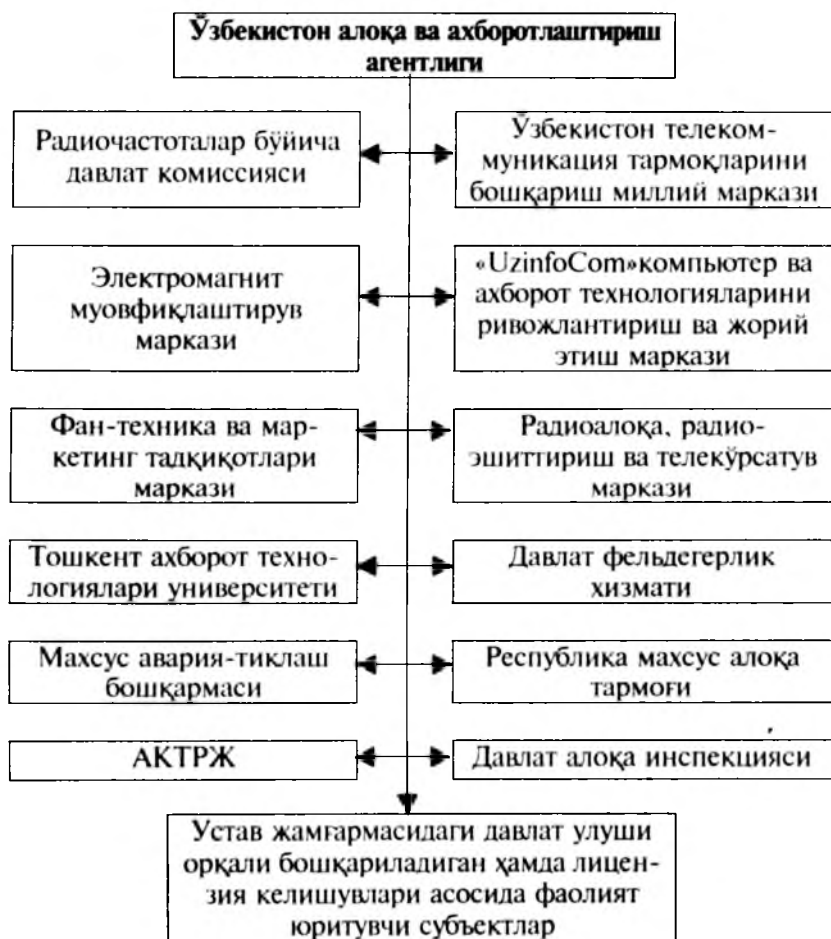 Ўзбекистон алоқа ва ахборотлаштириш
агентлиги
Радиочастоталар бўйича
давлат комиссияси
Ўзбекистон телеком-
муникация тармоқларини
бошқариш миллий маркази
Электромагнит
муовфиқлаштирув
маркази
«UzinfoCom»компьютер ва
ахборот технологияларини
ривожлантириш ва жорий
этиш маркази
Фан-техника ва мар-
кетинг тадқиқотлари
маркази
Радиоалоқа, радио-
эшиттириш ва телекўрсатув
маркази
Тошкент ахборот техно-
логиялари университети
Давлат фельдегерлик
хизмати
Махсус авария-тиклаш
бошқармаси
Республика махсус алоқа
тармоғи
АКТРЖ
Давлат алоқа инспекцияси
Устав жамғармасидаги давлат улуши
орқали бошқариладиган ҳамда лицен-
зия келишувлари асосида фаолият
юритувчи субъектлар